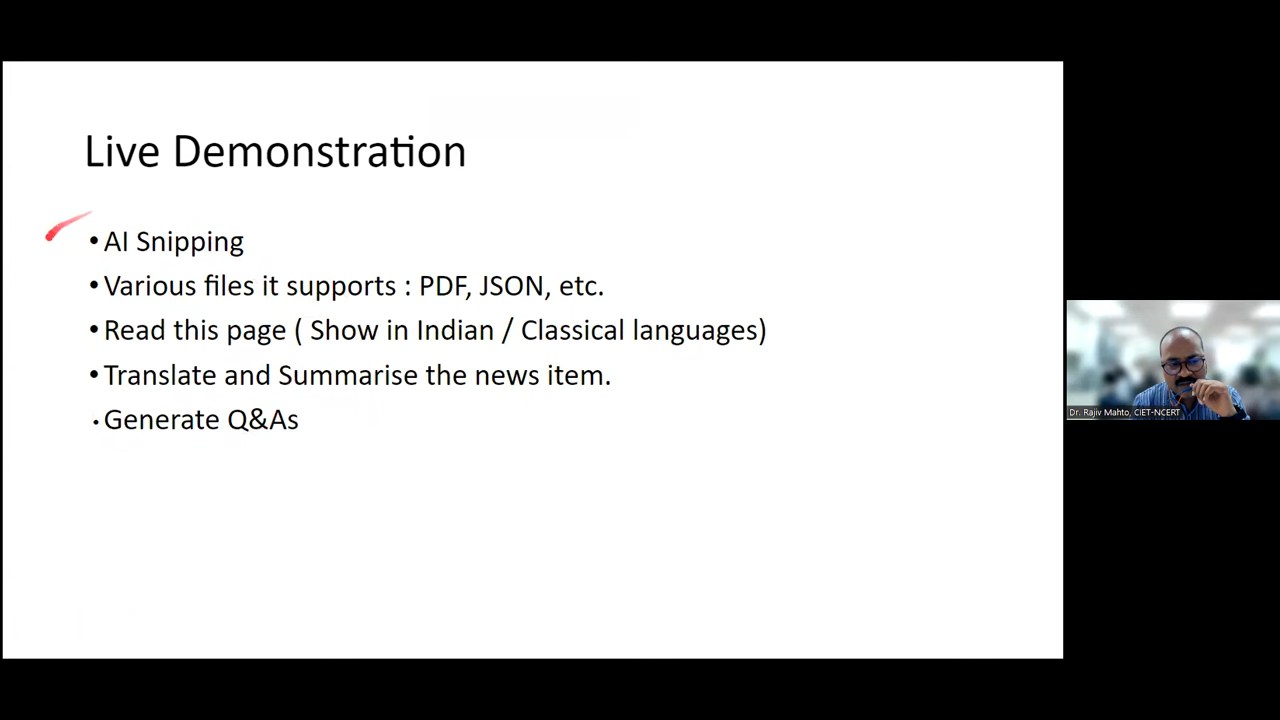 Live Demonstration
• AI Snipping
• Various files it supports : PDF, JSON, etc.
• Read this page ( Show in Indian / Classical languages)
• Translate and Summarise the news item.
• Generate Q&As
Dr. Rajiv Mahto, CIET-NCERT